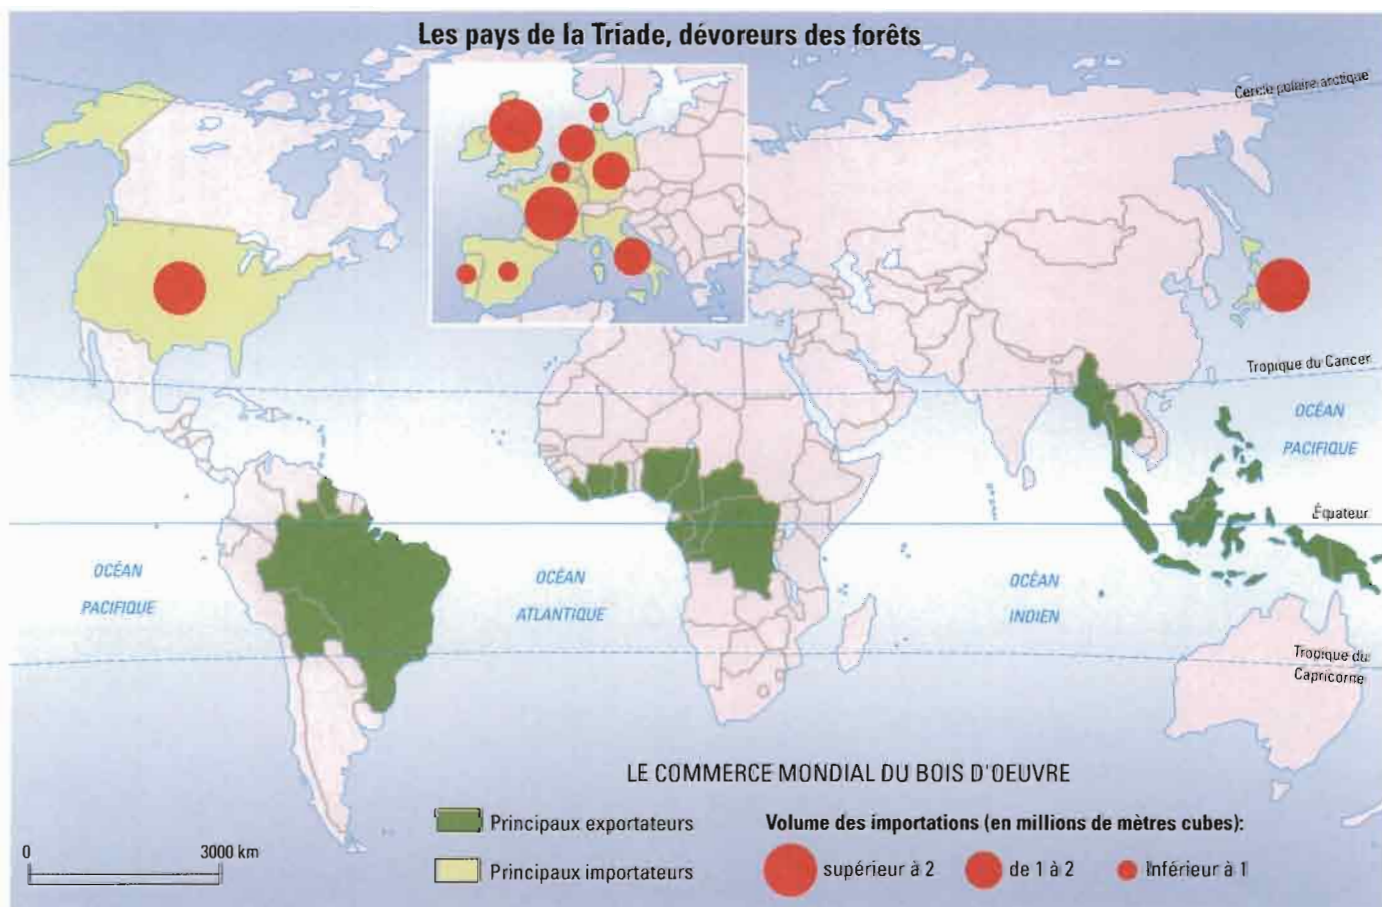 Les pays de la Triade, dévoreurs des forêts
Cercle polaire arctique
Tropique du Cancer
OCÉAN
PACIFIQUE
Équateur
OCÉAN
PACIFIQUE
OCÉAN
ATLANTIQUE
OCÉAN
INDIEN
Tropique du
Capricorne
LE COMMERCE MONDIAL DU BOIS D'OEUVRE
Principaux exportateurs
Principaux importateurs
Volume des importations (en millions de mètres cubes):
supérieur à 2
de 1 à 2
Inférieur à 1
0
3000 km